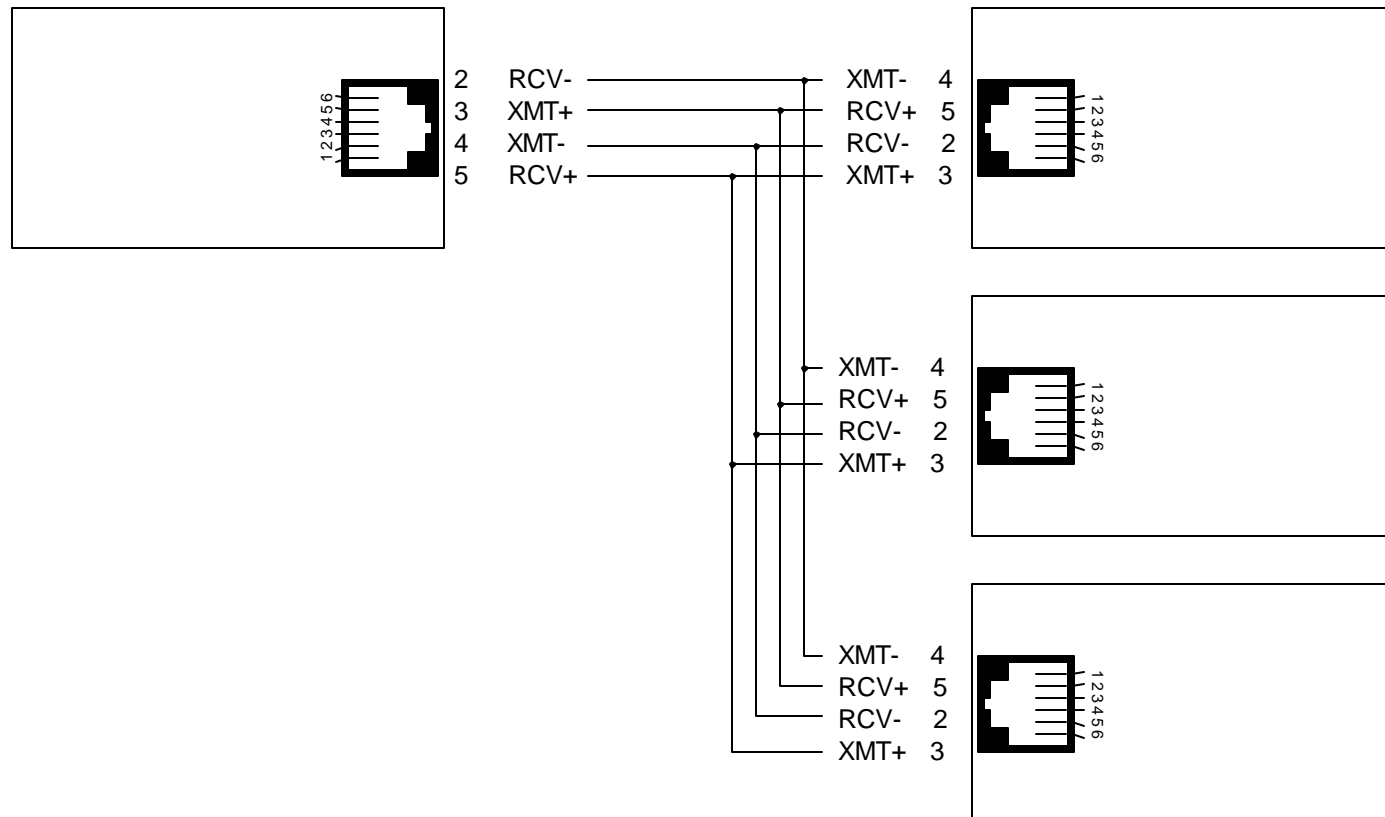 2 RCV- XMT- 4
3 XMT+ RCV+ 5
4 XMT- RCV- 2
5 RCV+ XMT+ 3
123456
123456
XMT- 4
RCV+ 5
RCV- 2
XMT+ 3
123456
XMT- 4
RCV+ 5
RCV- 2
XMT+ 3
123456